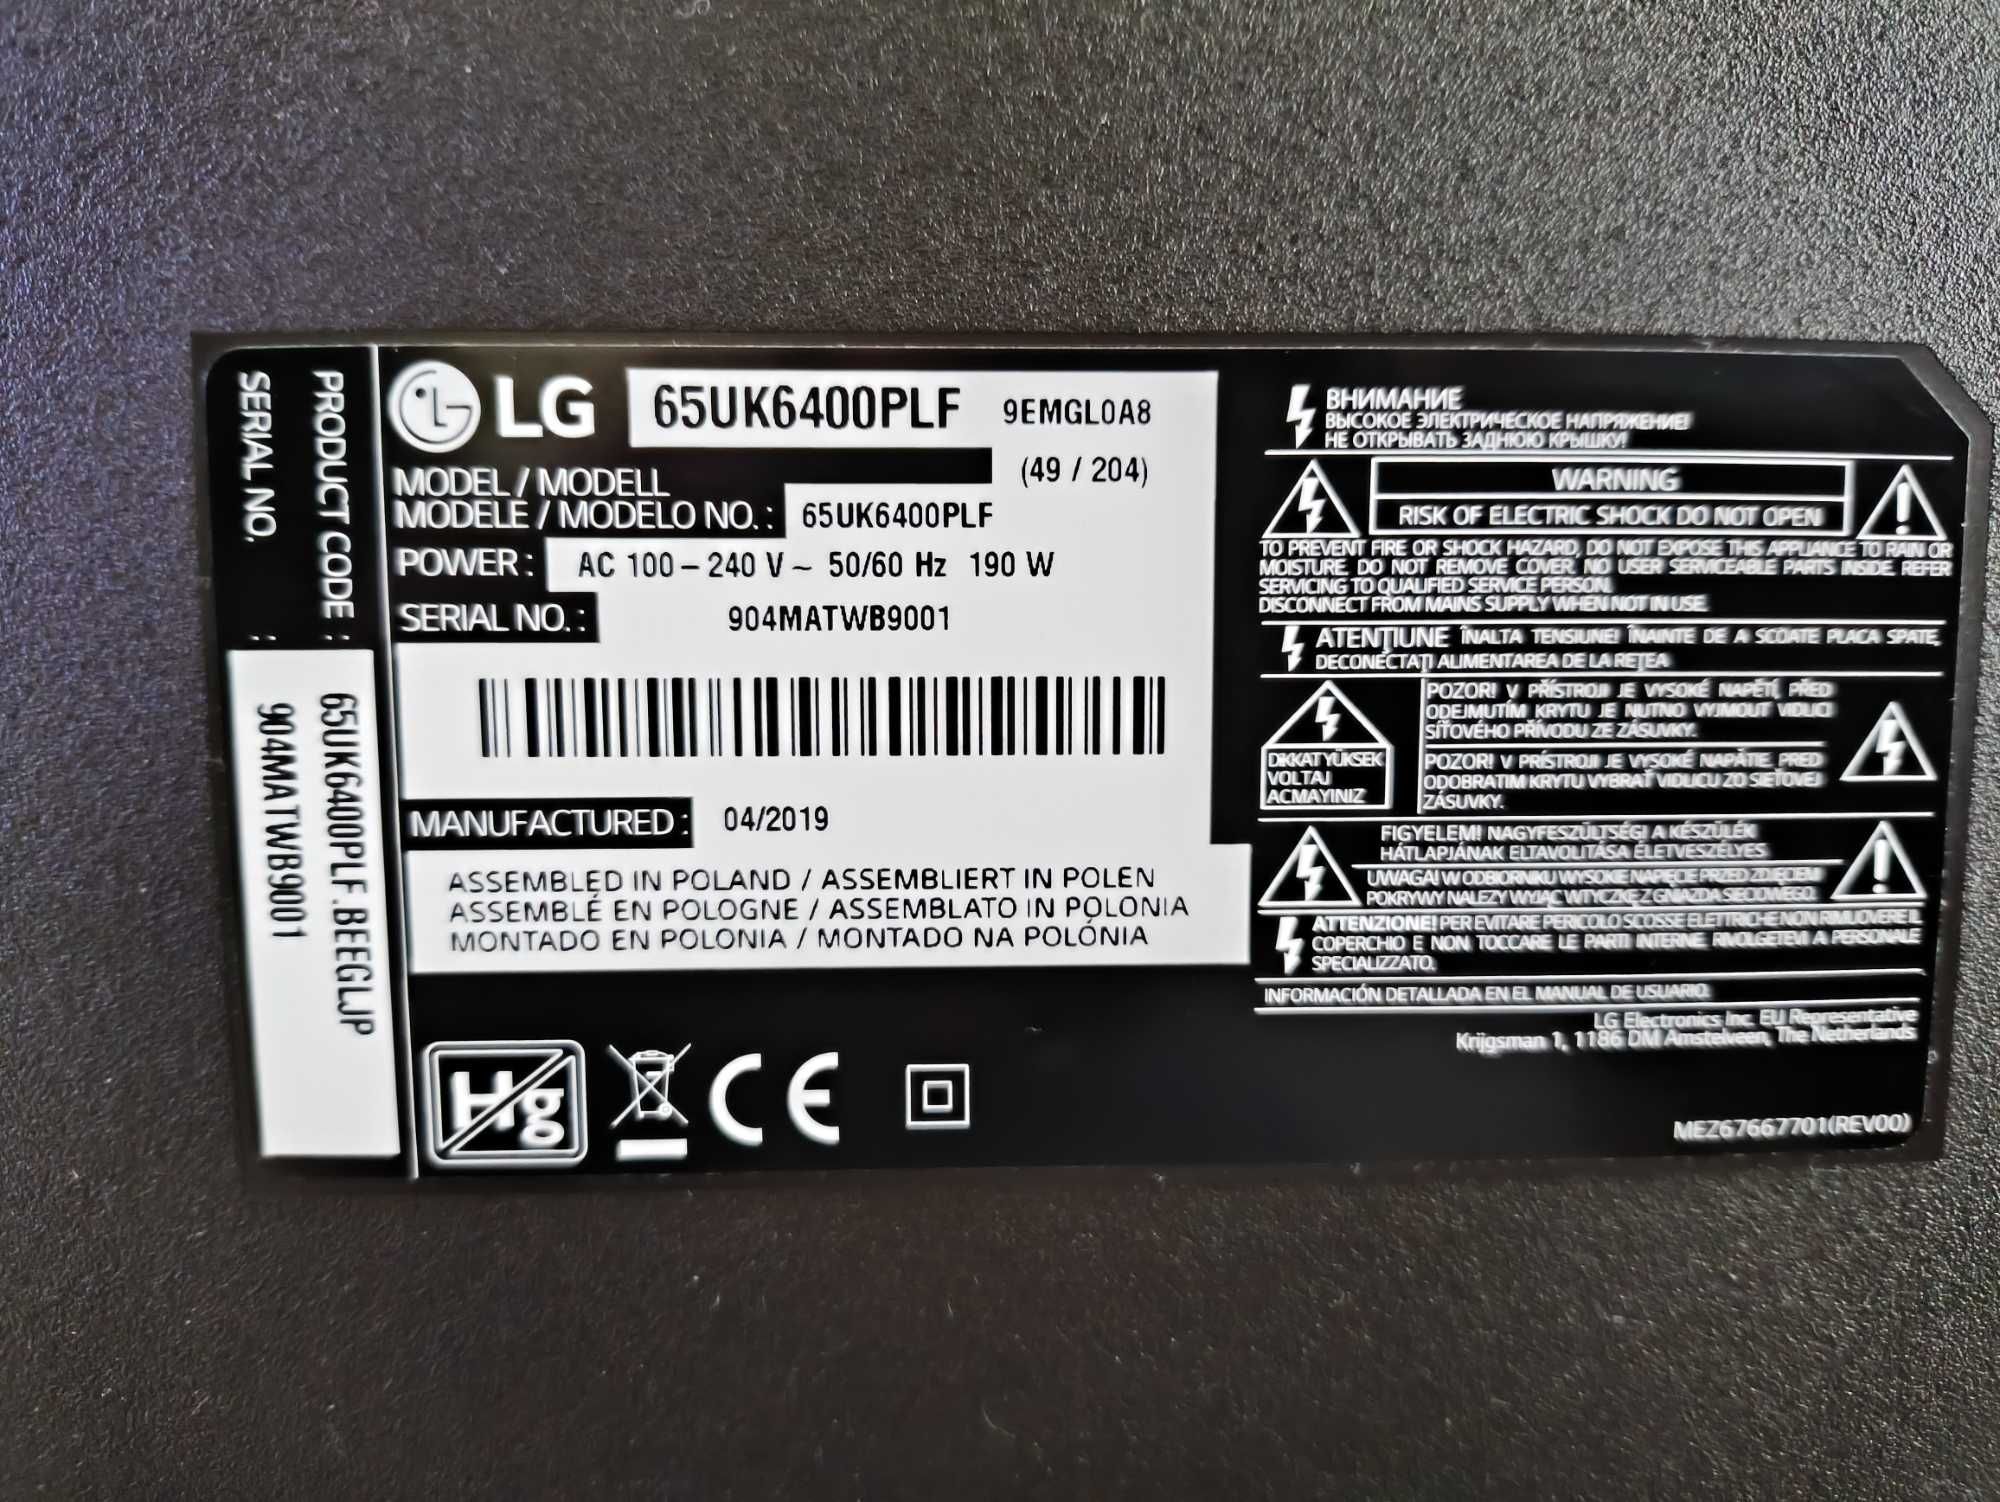 PRODUCT CODE : 65UK6400PLF.BEEGLJP
SERIAL NO. : 904MATWB9001
LG 65UK6400PLF 9EMGL0A8
(49 / 204)
MODEL / MODELL
MODELE / MODELO NO. : 65UK6400PLF
POWER : AC 100 – 240 V ~ 50/60 Hz 190 W
SERIAL NO. : 904MATWB9001
MANUFACTURED : 04/2019
ASSEMBLED IN POLAND / ASSEMBLIERT IN POLEN
ASSEMBLÉ EN POLOGNE / ASSEMBLATO IN POLONIA
MONTADO EN POLONIA / MONTADO NA POLÓNIA
Hg
CE
ВНИМАНИЕ
ВЫСОКОЕ ЭЛЕКТРИЧЕСКОЕ НАПРЯЖЕНИЕ!
НЕ ОТКРЫВАТЬ ЗАДНЮЮ КРЫШКУ!
WARNING
RISK OF ELECTRIC SHOCK DO NOT OPEN
TO PREVENT FIRE OR SHOCK HAZARD, DO NOT EXPOSE THIS APPLIANCE TO RAIN OR
MOISTURE. DO NOT REMOVE COVER. NO USER SERVICEABLE PARTS INSIDE. REFER
SERVICING TO QUALIFIED SERVICE PERSON.
DISCONNECT FROM MAINS SUPPLY WHEN NOT IN USE.
ATENŢIUNE ÎNALTA TENSIUNE! ÎNAINTE DE A SCOATE PLACA SPATE,
DECONECTAŢI ALIMENTAREA DE LA REŢEA
DİKKAT YÜKSEK
VOLTAJ
AÇMAYINIZ
POZOR! V PŘÍSTROJI JE VYSOKÉ NAPĚTÍ, PŘED
ODEJMUTÍM KRYTU JE NUTNO VYJMOUT VIDLICI
SÍŤOVÉHO PŘÍVODU ZE ZÁSUVKY.
POZOR! V PRÍSTROJI JE VYSOKÉ NAPÄTIE, PRED
ODOBRATIM KRYTU VYBRAŤ VIDLICU ZO SIEŤOVEJ
ZÁSUVKY.
FIGYELEM! NAGYFESZÜLTSÉG! A KÉSZÜLÉK
HÁTLAPJÁNAK ELTAVOLITÁSA ÉLETVESZÉLYES.
UWAGA! W ODBIORNIKU WYSOKIE NAPIĘCIE PRZED ZDJĘCIEM
POKRYWY NALEŻY WYJĄĆ WTYCZKĘ Z GNIAZDA SIECIOWEGO.
ATTENZIONE! PER EVITARE PERICOLO SCOSSE ELETTRICHE NON RIMUOVERE IL
COPERCHIO E NON TOCCARE LE PARTI INTERNE. RIVOLGETEVI A PERSONALE
SPECIALIZZATO.
INFORMACIÓN DETALLADA EN EL MANUAL DE USUARIO.
LG Electronics Inc. EU Representative
Krijgsman 1, 1186 DM Amstelveen, The Netherlands
MEZ67667701(REV00)